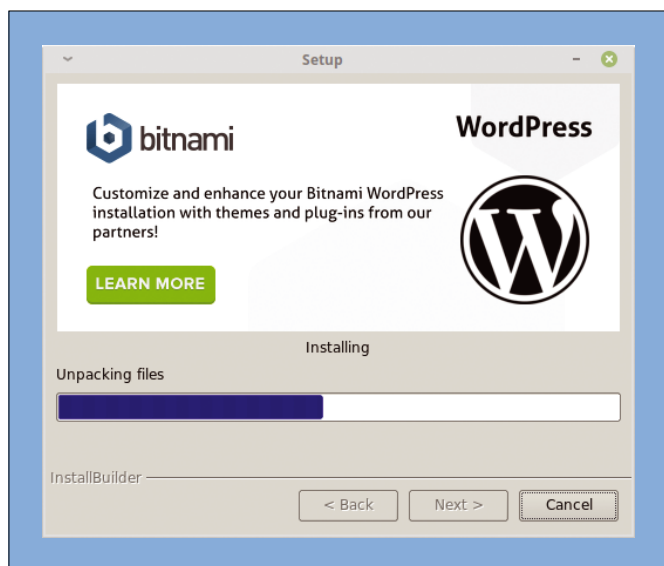 Setup
bitnami
WordPress
Customize and enhance your Bitnami WordPress
installation with themes and plug-ins from our
partners!
LEARN MORE
Installing
Unpacking files
InstallBuilder
< Back
Next >
Cancel